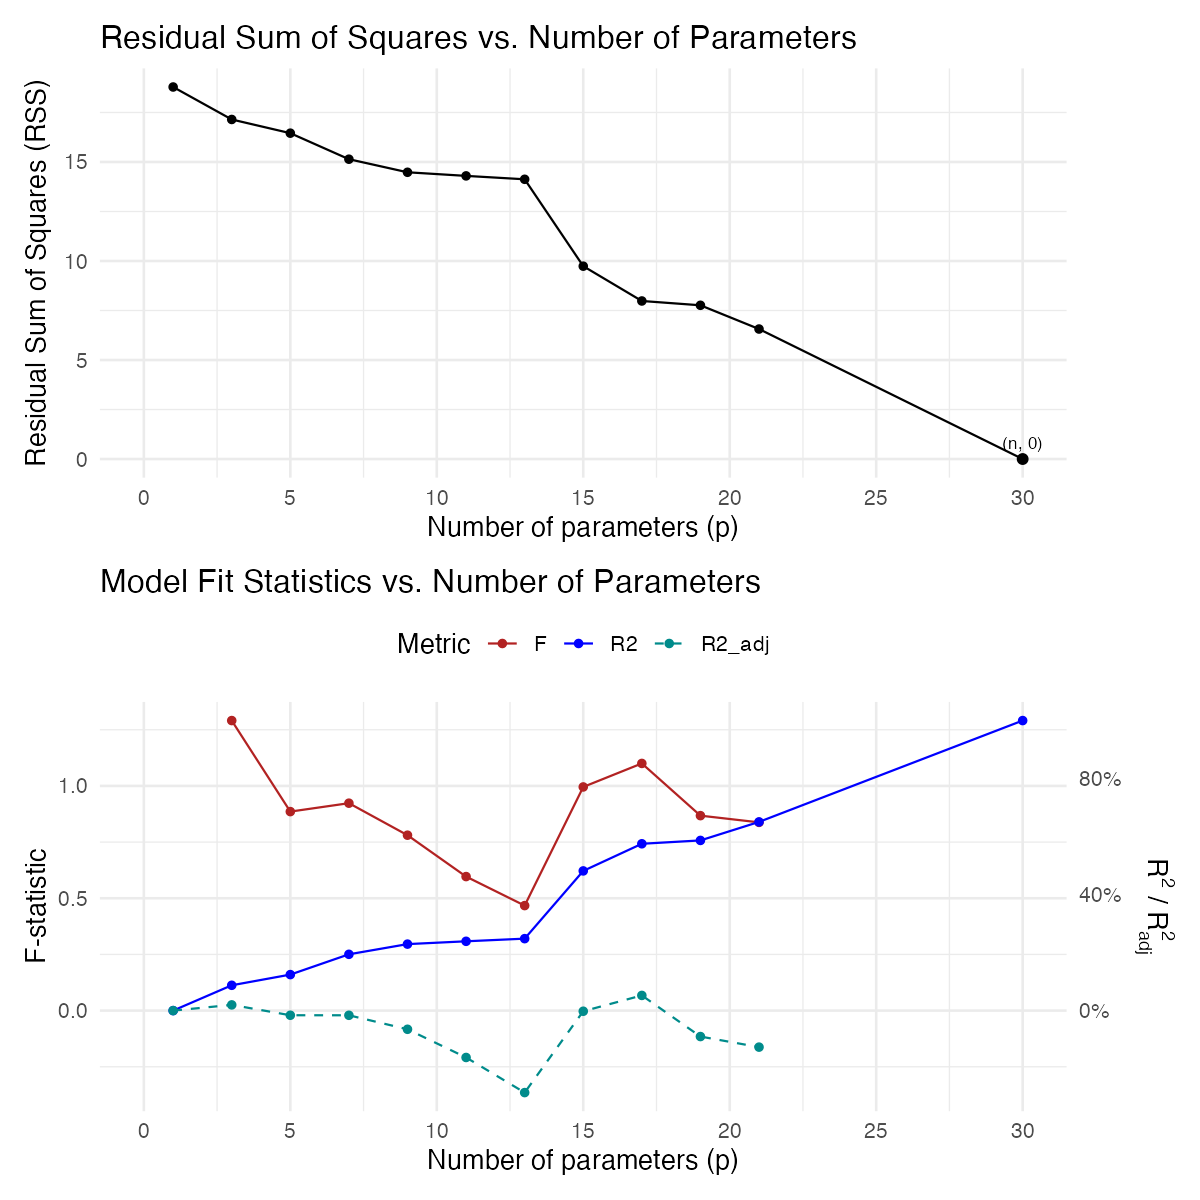 Residual Sum of Squares vs. Number of Parameters
Residual Sum of Squares (RSS)
15
10
5
0
(n, 0)
0 5 10 15 20 25 30
Number of parameters (p)
Model Fit Statistics vs. Number of Parameters
Metric F R2 R2_adj
F-statistic
1.0
0.5
0.0
80%
40%
0%
R² / R²adj
0 5 10 15 20 25 30
Number of parameters (p)